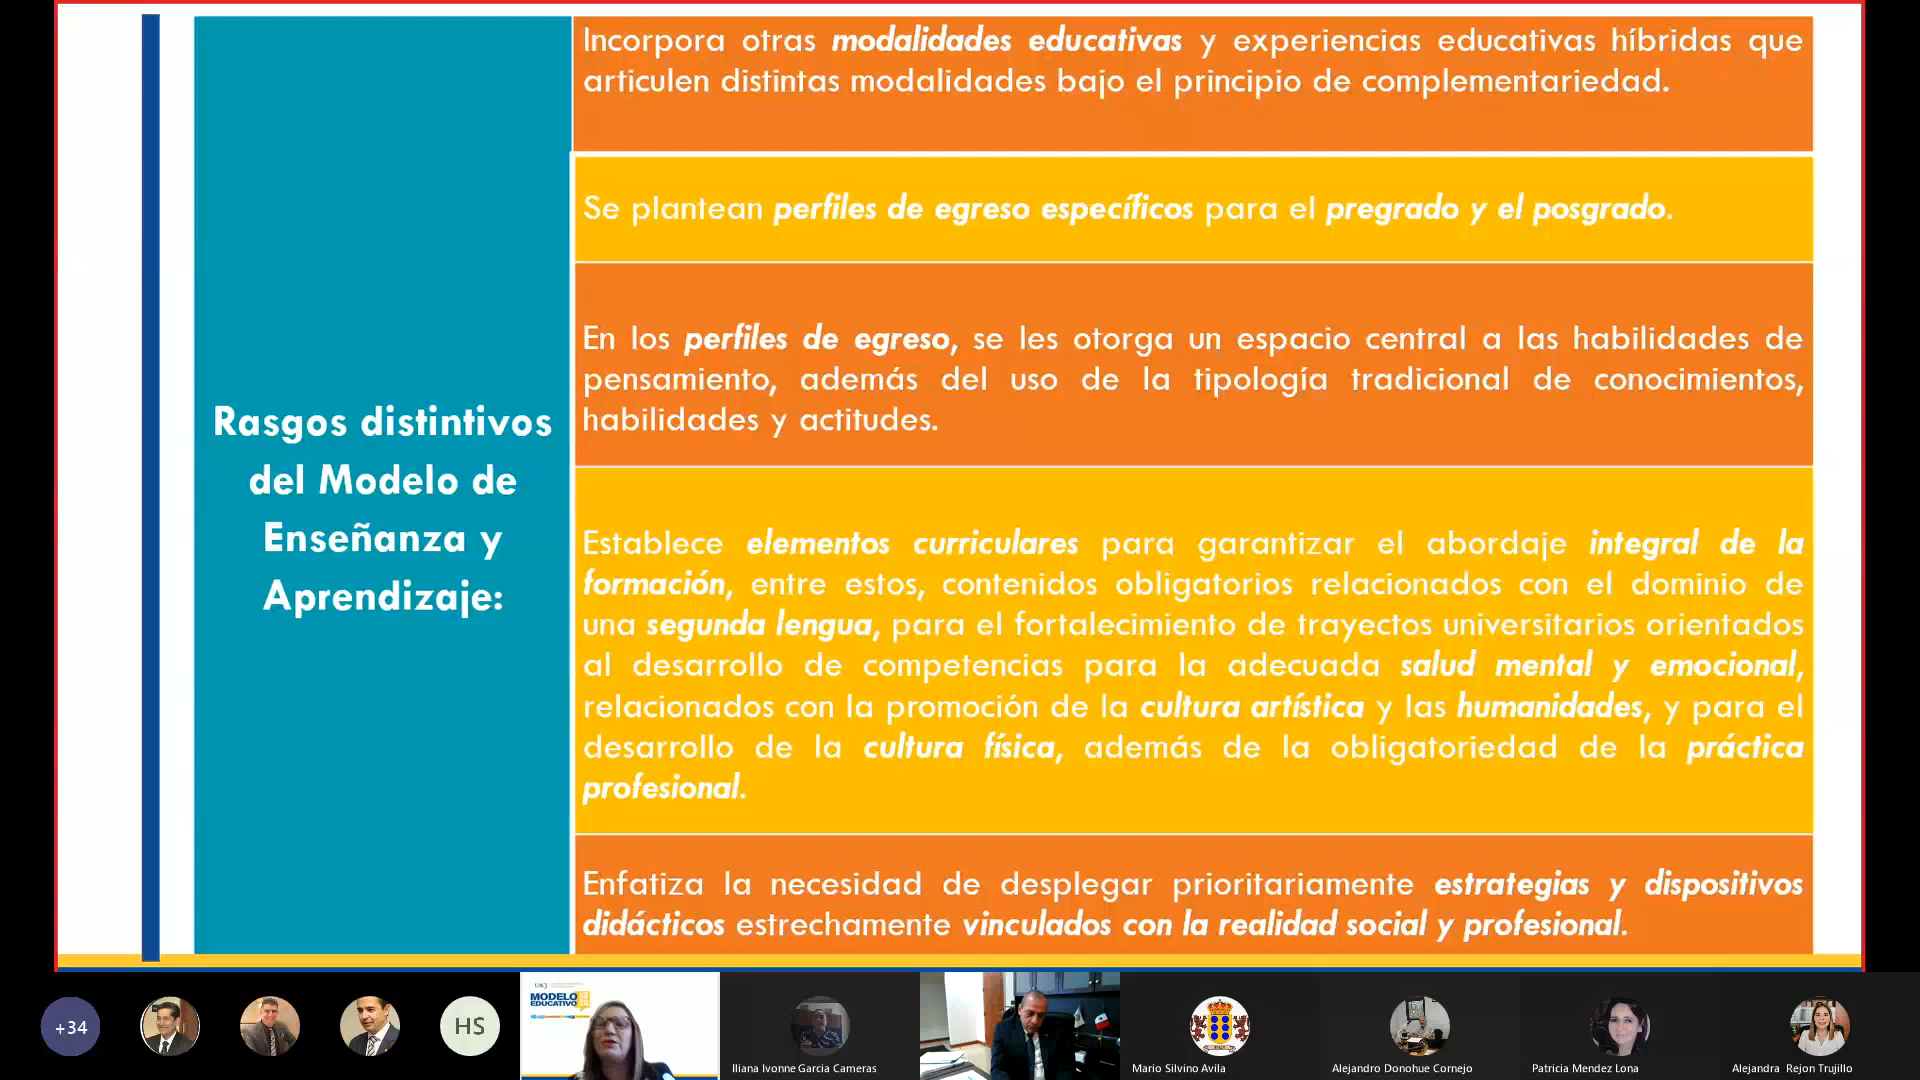 Rasgos distintivos
del Modelo de
Enseñanza y
Aprendizaje:
Incorpora otras modalidades educativas y experiencias educativas híbridas que
articulen distintas modalidades bajo el principio de complementariedad.
Se plantean perfiles de egreso específicos para el pregrado y el posgrado.
En los perfiles de egreso, se les otorga un espacio central a las habilidades de
pensamiento, además del uso de la tipología tradicional de conocimientos,
habilidades y actitudes.
Establece elementos curriculares para garantizar el abordaje integral de la
formación, entre estos, contenidos obligatorios relacionados con el dominio de
una segunda lengua, para el fortalecimiento de trayectos universitarios orientados
al desarrollo de competencias para la adecuada salud mental y emocional,
relacionados con la promoción de la cultura artística y las humanidades, y para el
desarrollo de la cultura física, además de la obligatoriedad de la práctica
profesional.
Enfatiza la necesidad de desplegar prioritariamente estrategias y dispositivos
didácticos estrechamente vinculados con la realidad social y profesional.
+34
HS
UACJ
MODELO
EDUCATIVO
Iliana Ivonne Garcia Cameras
Mario Silvino Avila
Alejandro Donohue Cornejo
Patricia Mendez Lona
Alejandra Rejon Trujillo